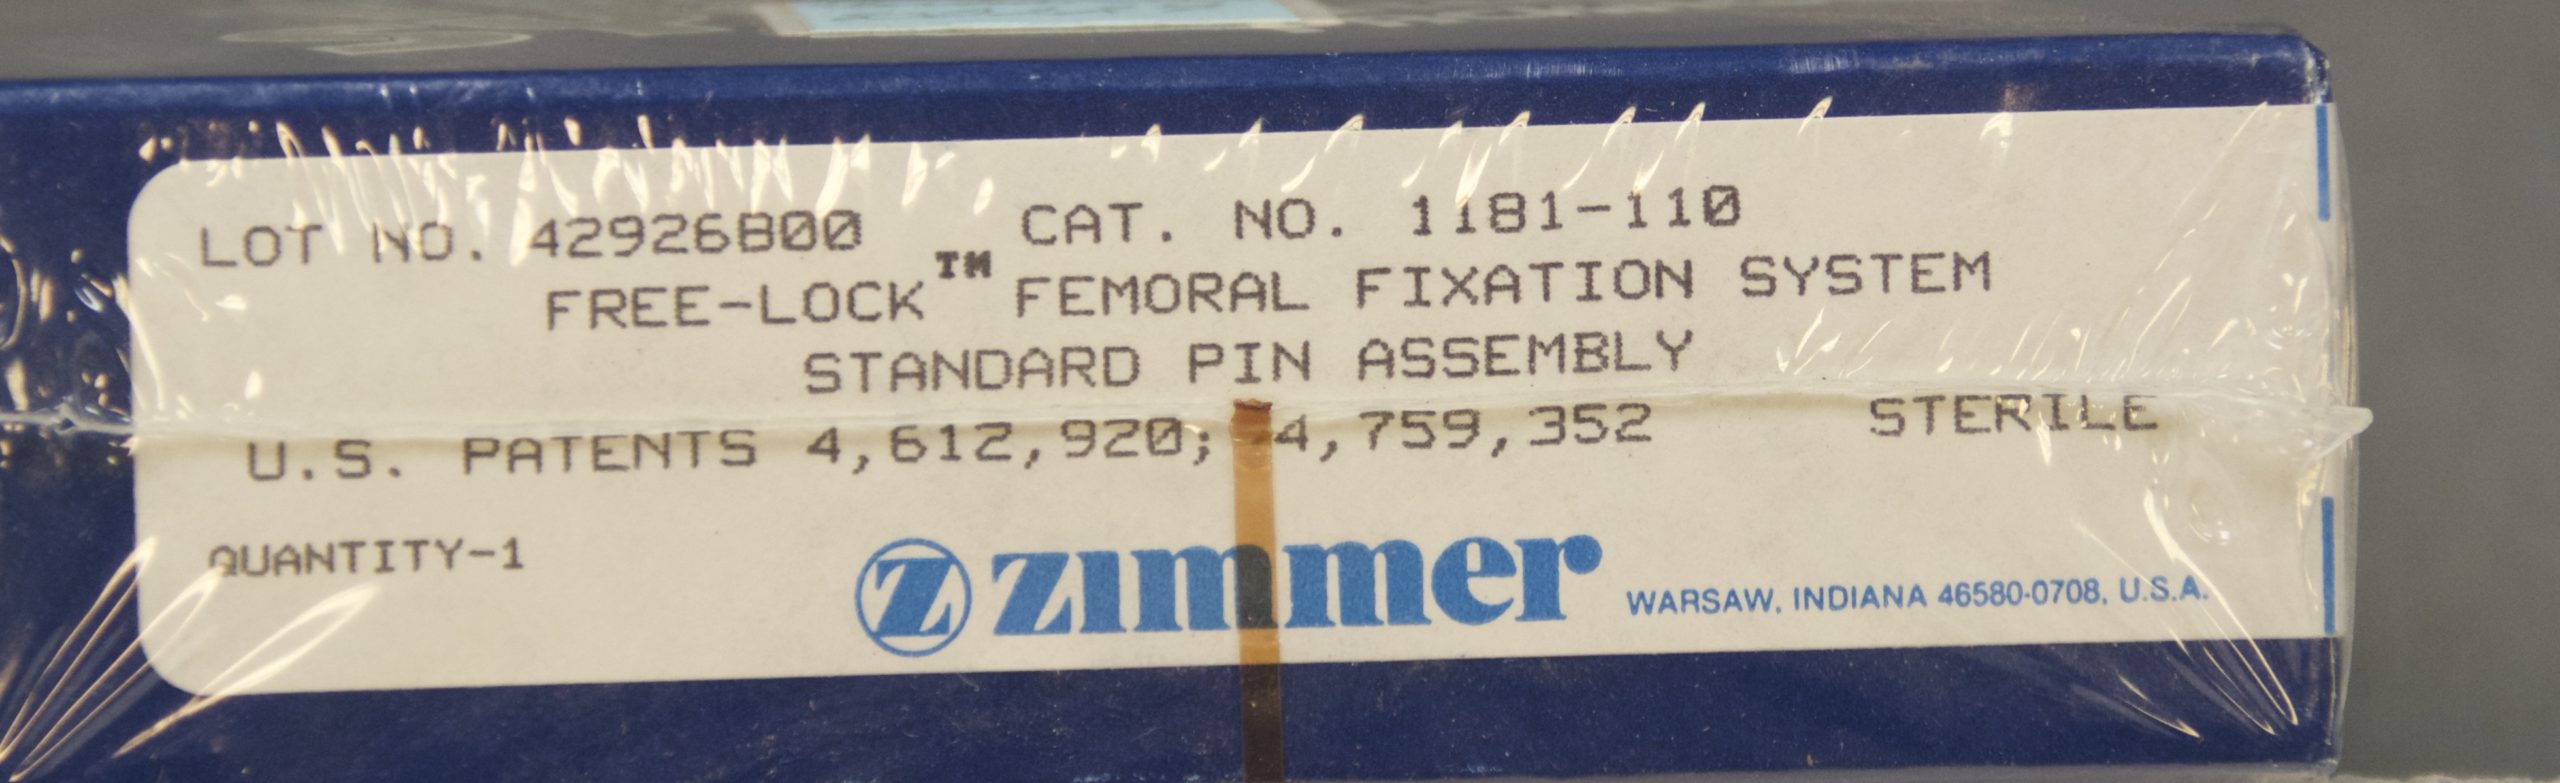 LOT NO. 42926800 CAT. NO. 1181-110
FREE-LOCK™ FEMORAL FIXATION SYSTEM
STANDARD PIN ASSEMBLY
U.S. PATENTS 4,612,920; 4,759,352 STERILE
QUANTITY-1
Z zimmer WARSAW, INDIANA 46580-0708, U.S.A.